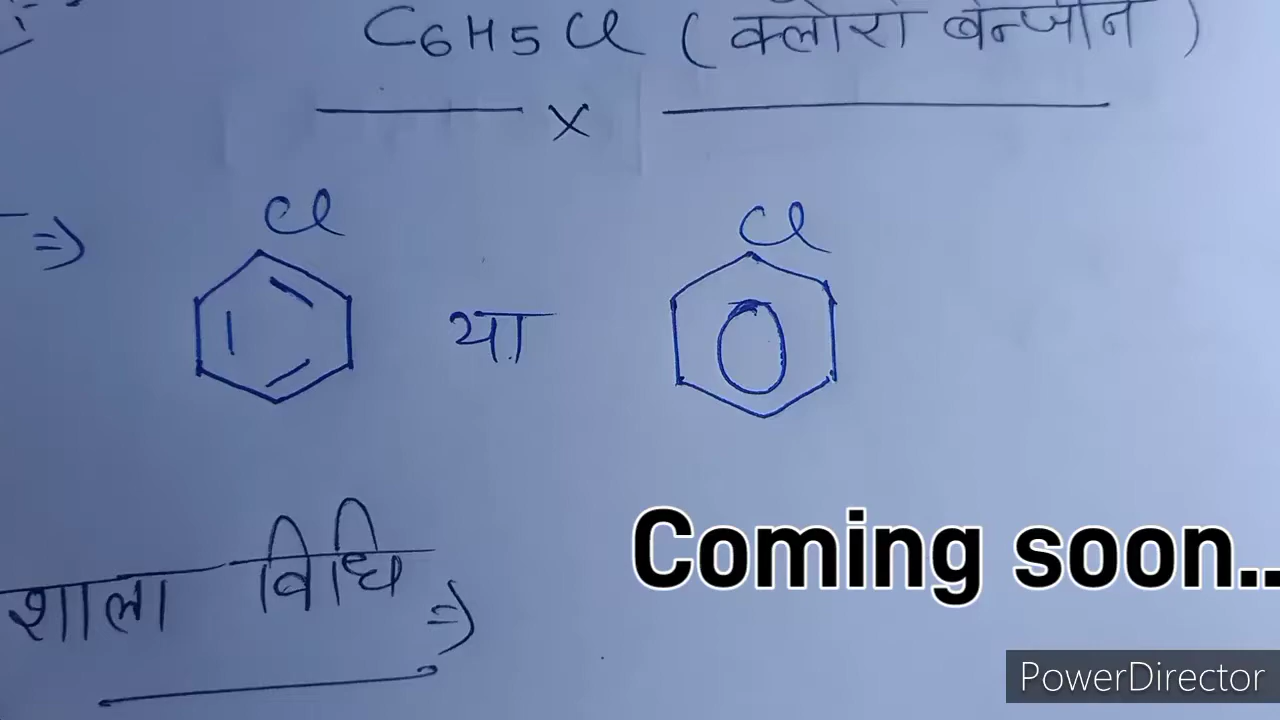 C6H5Cl (क्लोरो बेन्जीन)
x
⇒ Cl Cl
या
शाला विधि ⇒
Coming soon..
PowerDirector